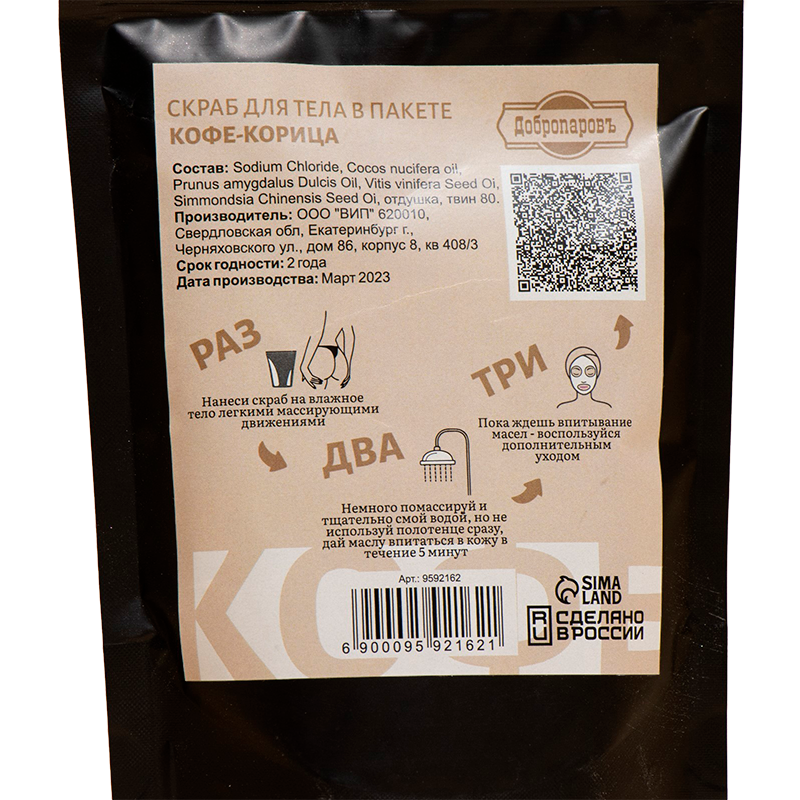 СКРАБ ДЛЯ ТЕЛА В ПАКЕТЕ
КОФЕ-КОРИЦА
Добропаровъ
Состав: Sodium Chloride, Cocos nucifera oil,
Prunus amygdalus Dulcis Oil, Vitis vinifera Seed Oi,
Simmondsia Chinensis Seed Oi, отдушка, твин 80.
Производитель: ООО "ВИП" 620010,
Свердловская обл, Екатеринбург г.,
Черняховского ул., дом 86, корпус 8, кв 408/3
Срок годности: 2 года
Дата производства: Март 2023
РАЗ
Нанеси скраб на влажное
тело легкими массирующими
движениями
ДВА
Немного помассируй и
тщательно смой водой, но не
используй полотенце сразу,
дай маслу впитаться в кожу в
течение 5 минут
ТРИ
Пока ждешь впитывание
масел - воспользуйся
дополнительным
уходом
КОФЕ
Арт.: 9592162
6 900095 921621
SIMA
LAND
RU
СДЕЛАНО
В РОССИИ